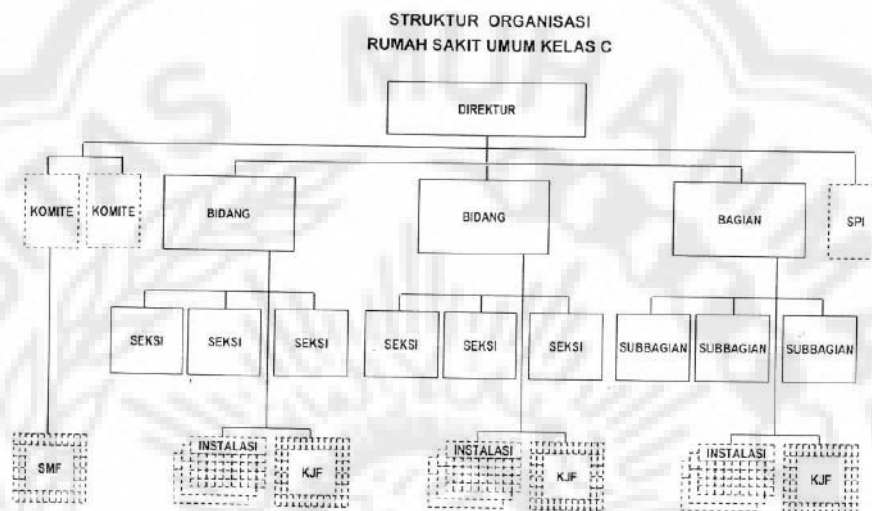 STRUKTUR ORGANISASI
RUMAH SAKIT UMUM KELAS C
DIREKTUR
KOMITE KOMITE BIDANG BIDANG BAGIAN SPI
SEKSI SEKSI SEKSI SEKSI SEKSI SEKSI SUBBAGIAN SUBBAGIAN SUBBAGIAN
SMF INSTALASI KJF INSTALASI KJF INSTALASI KJF